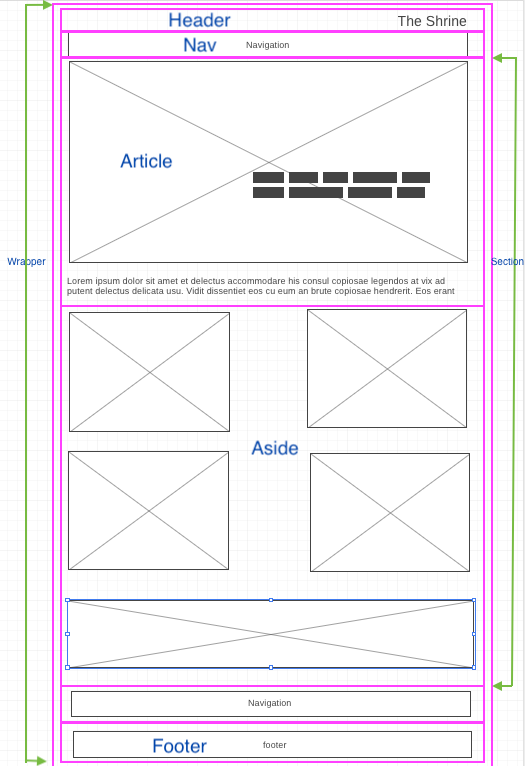 Header
The Shrine
Nav
Navigation
Article
Wrapper
Section
Lorem ipsum dolor sit amet et delectus accommodare his consul copiosae legendos at vix ad
putent delectus delicata usu. Vidit dissentiet eos cu eum an brute copiosae hendrerit. Eos erant
Aside
Navigation
Footer
footer